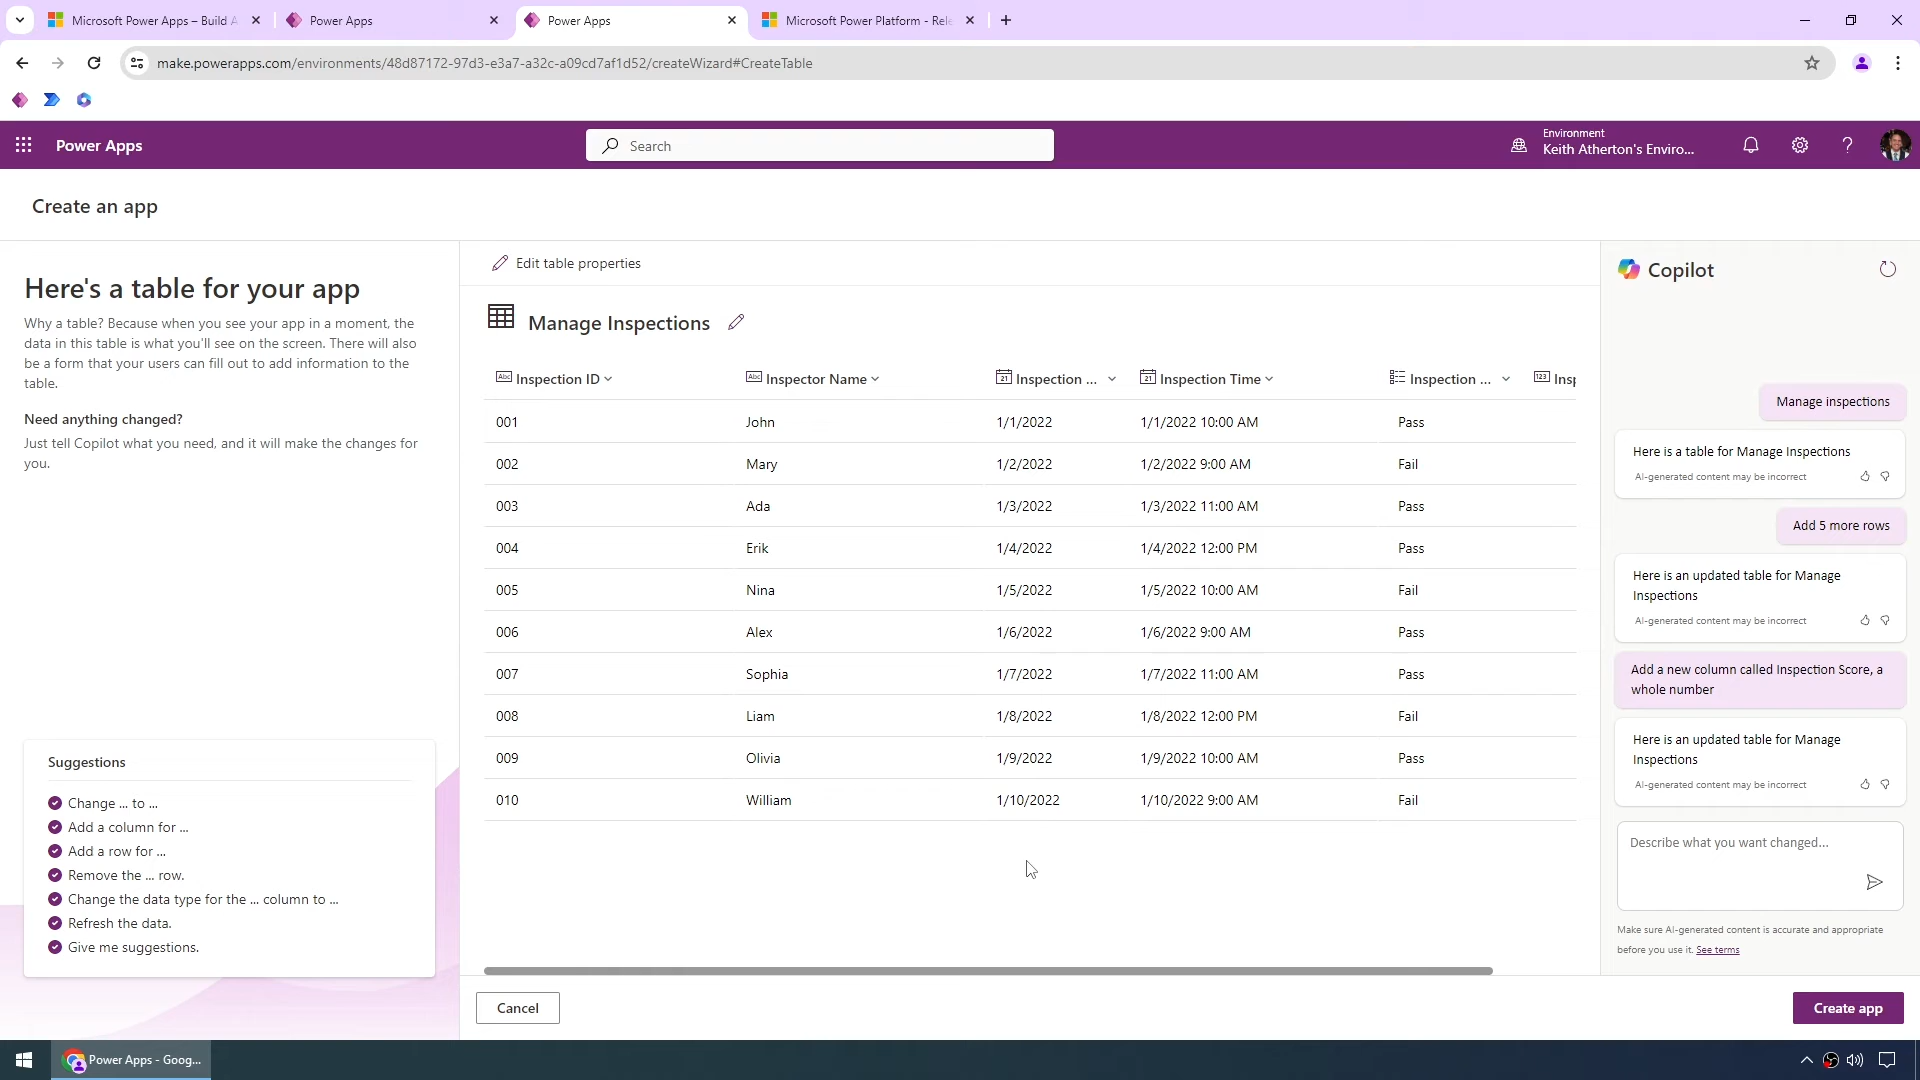 Microsoft Power Apps – Build A
Power Apps
Power Apps
Microsoft Power Platform - Rele
make.powerapps.com/environments/48d87172-97d3-e3a7-a32c-a09cd7af1d52/createWizard#CreateTable
Power Apps
Search
Environment
Keith Atherton's Enviro...
Create an app
Here's a table for your app
Why a table? Because when you see your app in a moment, the
data in this table is what you'll see on the screen. There will also
be a form that your users can fill out to add information to the
table.
Need anything changed?
Just tell Copilot what you need, and it will make the changes for
you.
Suggestions
Change ... to ...
Add a column for ...
Add a row for ...
Remove the ... row.
Change the data type for the ... column to ...
Refresh the data.
Give me suggestions.
Edit table properties
Manage Inspections
Abc Inspection ID Abc Inspector Name 21 Inspection ... 21 Inspection Time Inspection ... 123 Insp
001 John 1/1/2022 1/1/2022 10:00 AM Pass
002 Mary 1/2/2022 1/2/2022 9:00 AM Fail
003 Ada 1/3/2022 1/3/2022 11:00 AM Pass
004 Erik 1/4/2022 1/4/2022 12:00 PM Pass
005 Nina 1/5/2022 1/5/2022 10:00 AM Fail
006 Alex 1/6/2022 1/6/2022 9:00 AM Pass
007 Sophia 1/7/2022 1/7/2022 11:00 AM Pass
008 Liam 1/8/2022 1/8/2022 12:00 PM Fail
009 Olivia 1/9/2022 1/9/2022 10:00 AM Pass
010 William 1/10/2022 1/10/2022 9:00 AM Fail
Cancel
Copilot
Manage inspections
Here is a table for Manage Inspections
AI-generated content may be incorrect
Add 5 more rows
Here is an updated table for Manage
Inspections
AI-generated content may be incorrect
Add a new column called Inspection Score, a
whole number
Here is an updated table for Manage
Inspections
AI-generated content may be incorrect
Describe what you want changed...
Make sure AI-generated content is accurate and appropriate
before you use it. See terms
Create app
Power Apps - Goog...